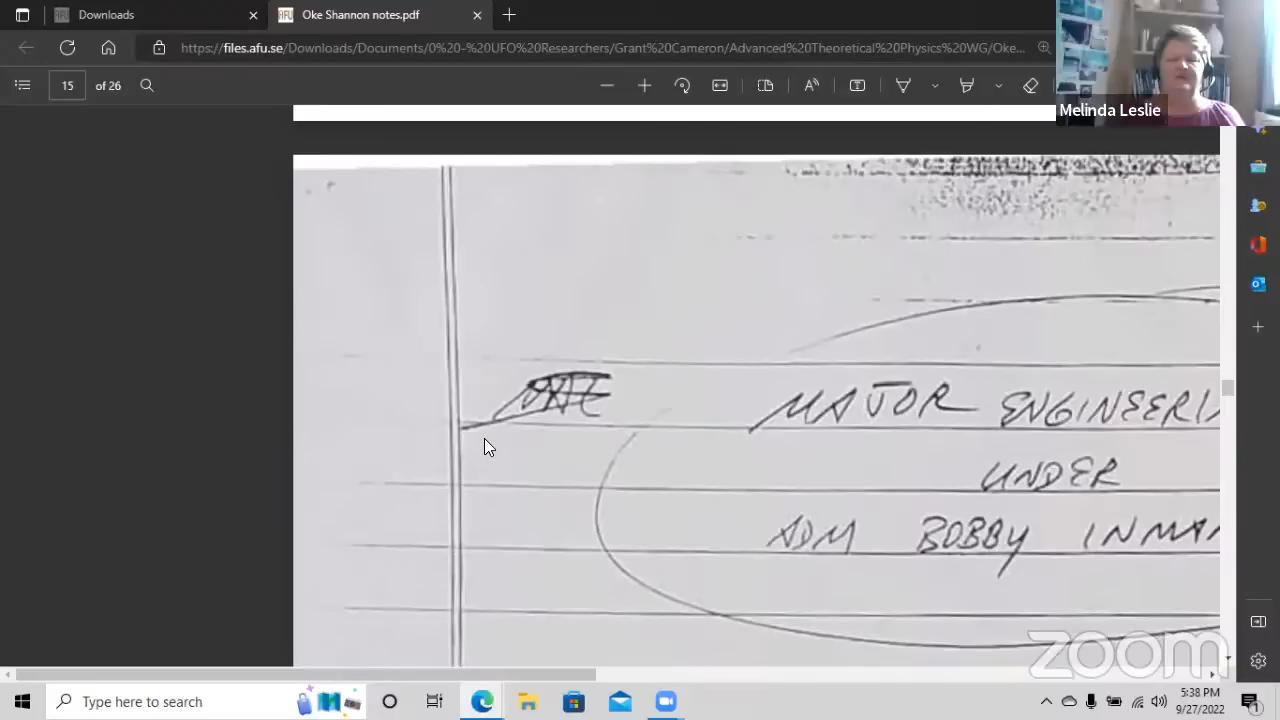 Downloads
Oke Shannon notes.pdf
https://files.afu.se/Downloads/Documents/0%20-%20UFO%20Researchers/Grant%20Cameron/Advanced%20Theoretical%20Physics%20WG/Oke...
15 of 26
Melinda Leslie
MAJOR ENGINEERI
UNDER
ADM BOBBY INMAN
zoom
Type here to search
5:38 PM
9/27/2022